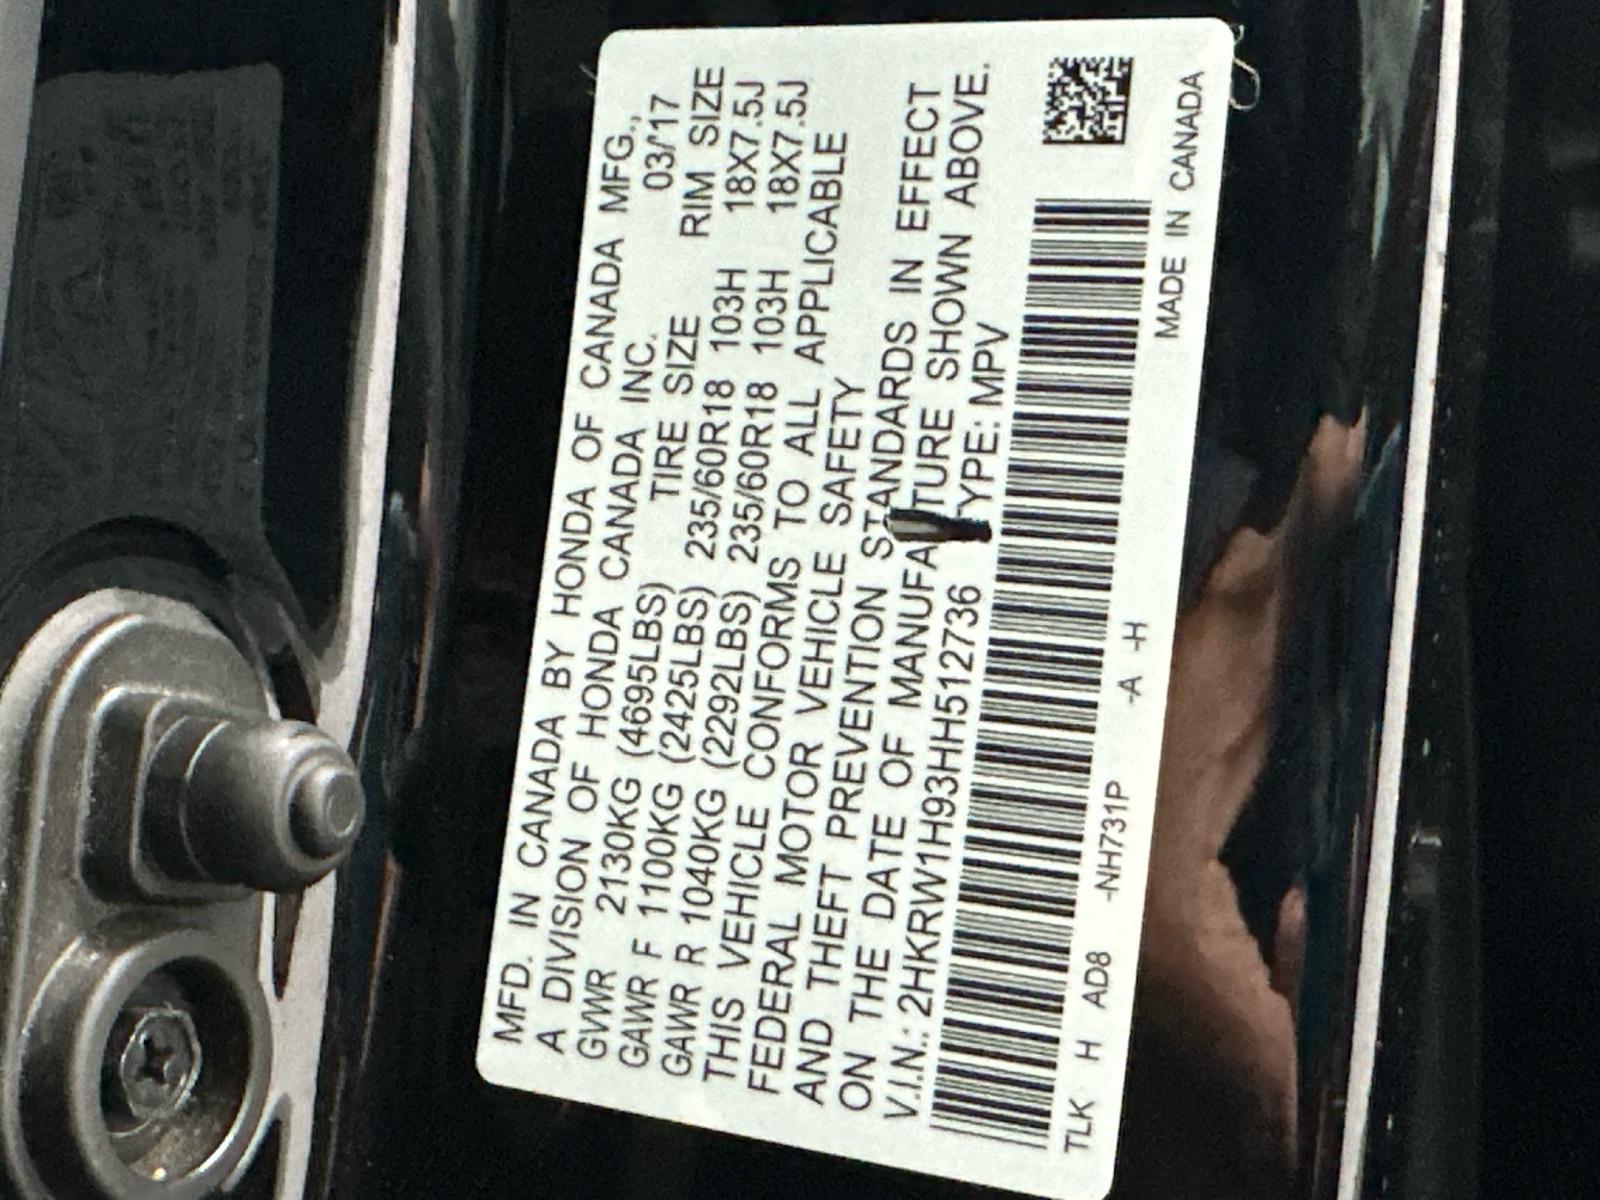 MFD. IN CANADA BY HONDA OF CANADA MFG.,
A DIVISION OF HONDA CANADA INC. 03/'17
GVWR 2130KG (4695LBS) TIRE SIZE RIM SIZE
GAWR F 1100KG (2425LBS) 235/60R18 103H 18X7.5J
GAWR R 1040KG (2292LBS) 235/60R18 103H 18X7.5J
THIS VEHICLE CONFORMS TO ALL APPLICABLE
FEDERAL MOTOR VEHICLE SAFETY
AND THEFT PREVENTION STANDARDS IN EFFECT
ON THE DATE OF MANUFATURE SHOWN ABOVE.
V.I.N.: 2HKRW1H93HH512736 YPE: MPV
TLK H AD8 -NH731P -A -H
MADE IN CANADA